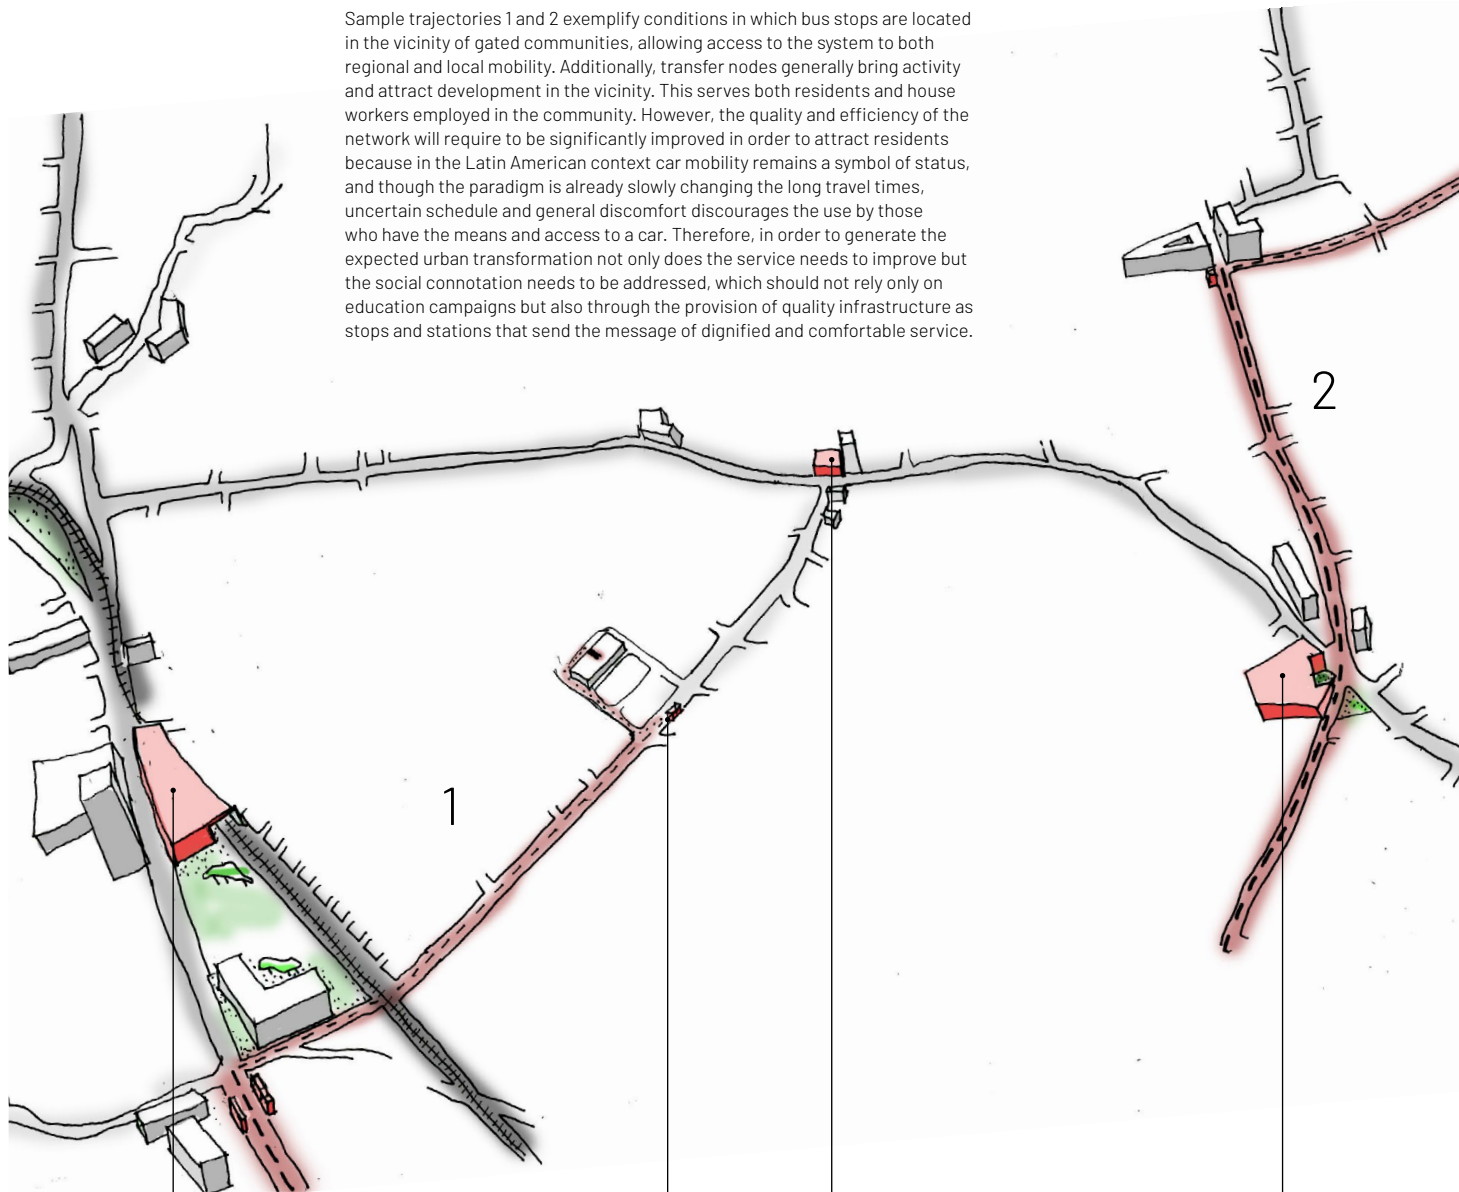 Sample trajectories 1 and 2 exemplify conditions in which bus stops are located
in the vicinity of gated communities, allowing access to the system to both
regional and local mobility. Additionally, transfer nodes generally bring activity
and attract development in the vicinity. This serves both residents and house
workers employed in the community. However, the quality and efficiency of the
network will require to be significantly improved in order to attract residents
because in the Latin American context car mobility remains a symbol of status,
and though the paradigm is already slowly changing the long travel times,
uncertain schedule and general discomfort discourages the use by those
who have the means and access to a car. Therefore, in order to generate the
expected urban transformation not only does the service needs to improve but
the social connotation needs to be addressed, which should not rely only on
education campaigns but also through the provision of quality infrastructure as
stops and stations that send the message of dignified and comfortable service.
2
1